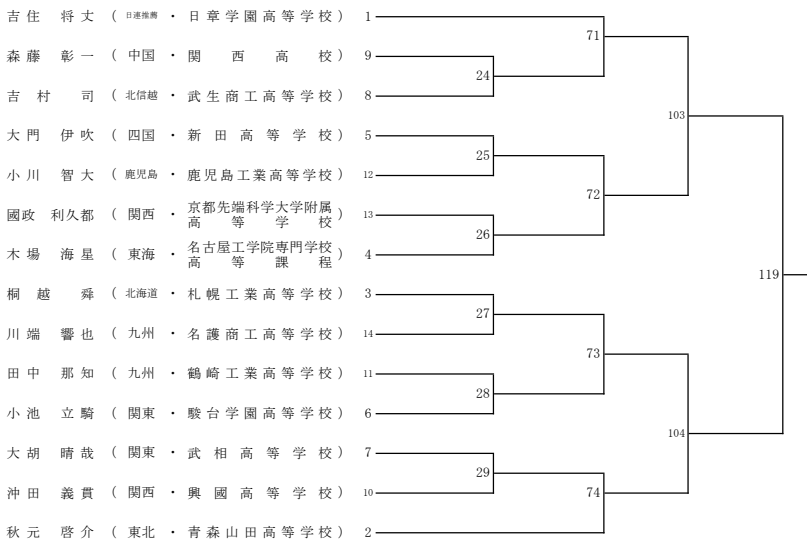 吉住 将丈 ( 日連推薦 ・ 日章学園高等学校 ) 1
71
森藤 彰一 ( 中国 ・ 関西高校 ) 9
24
吉村 司 ( 北信越 ・ 武生商工高等学校 ) 8
103
大門 伊吹 ( 四国 ・ 新田高等学校 ) 5
25
小川 智大 ( 鹿児島 ・ 鹿児島工業高等学校 ) 12
72
國政 利久都 ( 関西 ・ 京都先端科学大学附属
高等学校 ) 13
26
木場 海星 ( 東海 ・ 名古屋工学院専門学校
高等課程 ) 4
119
桐越 舜 ( 北海道 ・ 札幌工業高等学校 ) 3
27
川端 響也 ( 九州 ・ 名護商工高等学校 ) 14
73
田中 那知 ( 九州 ・ 鶴崎工業高等学校 ) 11
28
小池 立騎 ( 関東 ・ 駿台学園高等学校 ) 6
104
大胡 晴哉 ( 関東 ・ 武相高等学校 ) 7
29
沖田 義貫 ( 関西 ・ 興國高等学校 ) 10
74
秋元 啓介 ( 東北 ・ 青森山田高等学校 ) 2